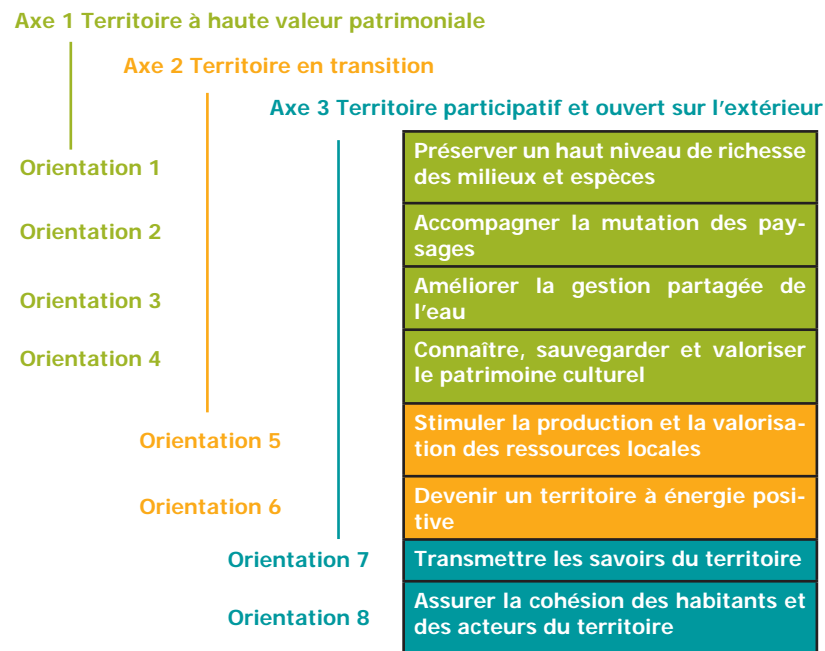 Axe 1 Territoire à haute valeur patrimoniale
Axe 2 Territoire en transition
Axe 3 Territoire participatif et ouvert sur l'extérieur
Orientation 1
Préserver un haut niveau de richesse
des milieux et espèces
Orientation 2
Accompagner la mutation des pay-
sages
Orientation 3
Améliorer la gestion partagée de
l'eau
Orientation 4
Connaître, sauvegarder et valoriser
le patrimoine culturel
Orientation 5
Stimuler la production et la valorisa-
tion des ressources locales
Orientation 6
Devenir un territoire à énergie posi-
tive
Orientation 7
Transmettre les savoirs du territoire
Orientation 8
Assurer la cohésion des habitants et
des acteurs du territoire